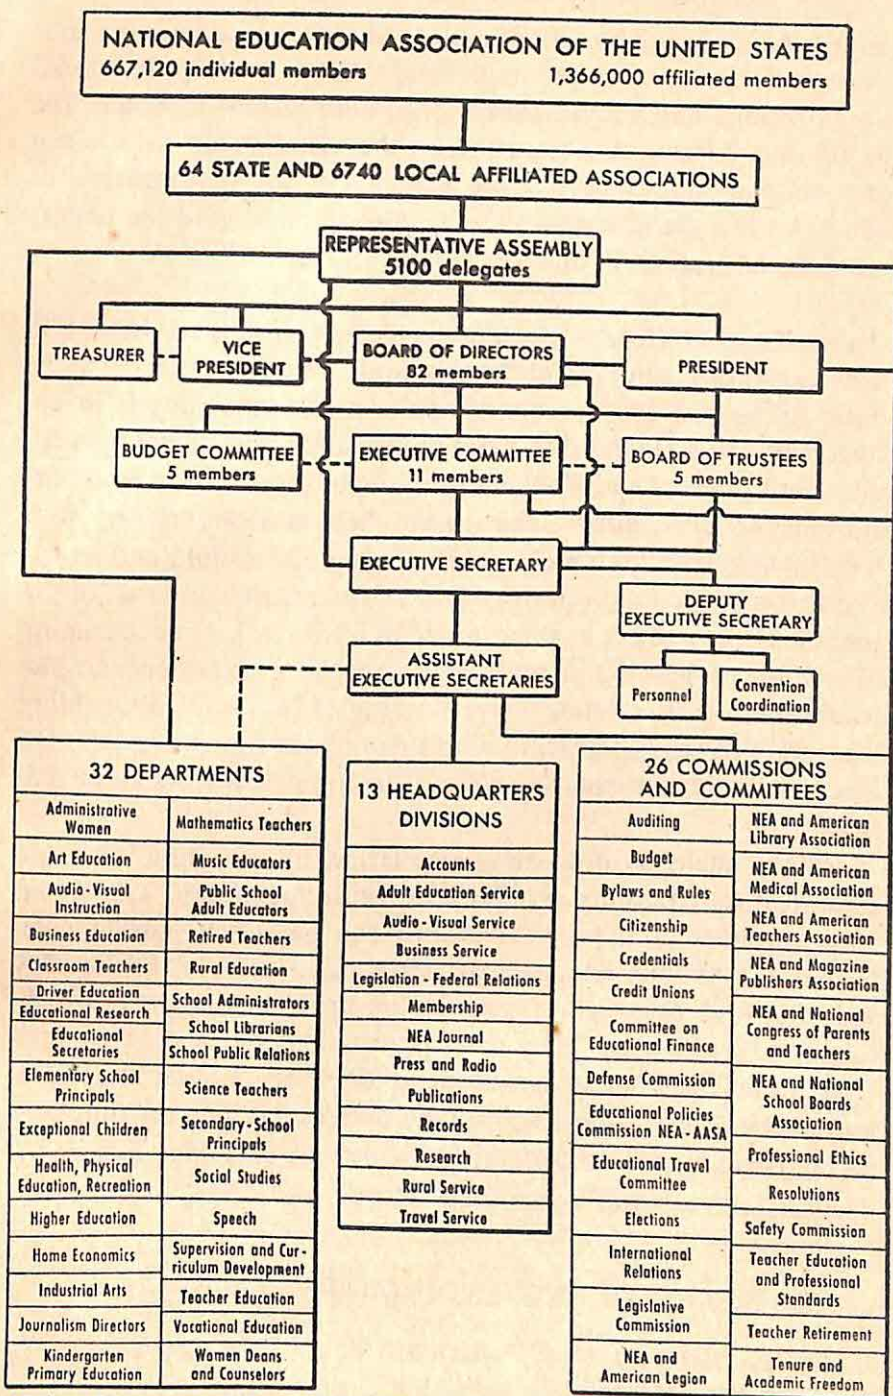 NATIONAL EDUCATION ASSOCIATION OF THE UNITED STATES
667,120 individual members 1,366,000 affiliated members
64 STATE AND 6740 LOCAL AFFILIATED ASSOCIATIONS
REPRESENTATIVE ASSEMBLY
5100 delegates
TREASURER
VICE
PRESIDENT
BOARD OF DIRECTORS
82 members
PRESIDENT
BUDGET COMMITTEE
5 members
EXECUTIVE COMMITTEE
11 members
BOARD OF TRUSTEES
5 members
EXECUTIVE SECRETARY
DEPUTY
EXECUTIVE SECRETARY
ASSISTANT
EXECUTIVE SECRETARIES
Personnel
Convention
Coordination
32 DEPARTMENTS
Administrative
Women
Art Education
Audio-Visual
Instruction
Business Education
Classroom Teachers
Driver Education
Educational Research
Educational
Secretaries
Elementary School
Principals
Exceptional Children
Health, Physical
Education, Recreation
Higher Education
Home Economics
Industrial Arts
Journalism Directors
Kindergarten
Primary Education
Mathematics Teachers
Music Educators
Public School
Adult Educators
Retired Teachers
Rural Education
School Administrators
School Librarians
School Public Relations
Science Teachers
Secondary-School
Principals
Social Studies
Speech
Supervision and Cur-
riculum Development
Teacher Education
Vocational Education
Women Deans
and Counselors
13 HEADQUARTERS
DIVISIONS
Accounts
Adult Education Service
Audio-Visual Service
Business Service
Legislation-Federal Relations
Membership
NEA Journal
Press and Radio
Publications
Records
Research
Rural Service
Travel Service
26 COMMISSIONS
AND COMMITTEES
Auditing
Budget
Bylaws and Rules
Citizenship
Credentials
Credit Unions
Committee on
Educational Finance
Defense Commission
Educational Policies
Commission NEA-AASA
Educational Travel
Committee
Elections
International
Relations
Legislative
Commission
NEA and
American Legion
NEA and American
Library Association
NEA and American
Medical Association
NEA and American
Teachers Association
NEA and Magazine
Publishers Association
NEA and National
Congress of Parents
and Teachers
NEA and National
School Boards
Association
Professional Ethics
Resolutions
Safety Commission
Teacher Education
and Professional
Standards
Teacher Retirement
Tenure and
Academic Freedom